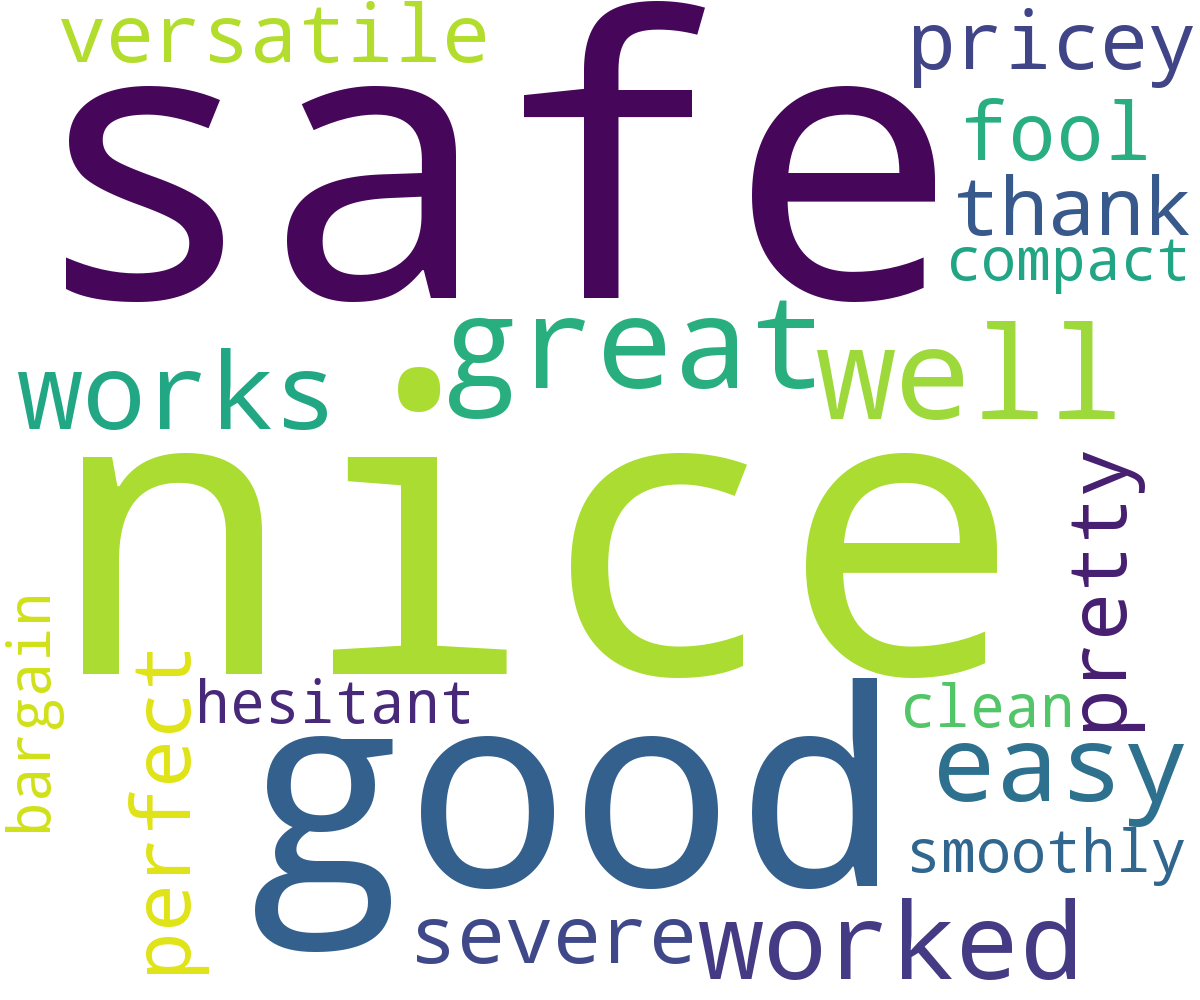 versatile
pricey
safe
fool
thank
compact
great
well
works
nice
pretty
bargain
perfect
hesitant
clean
good
easy
smoothly
severe
worked